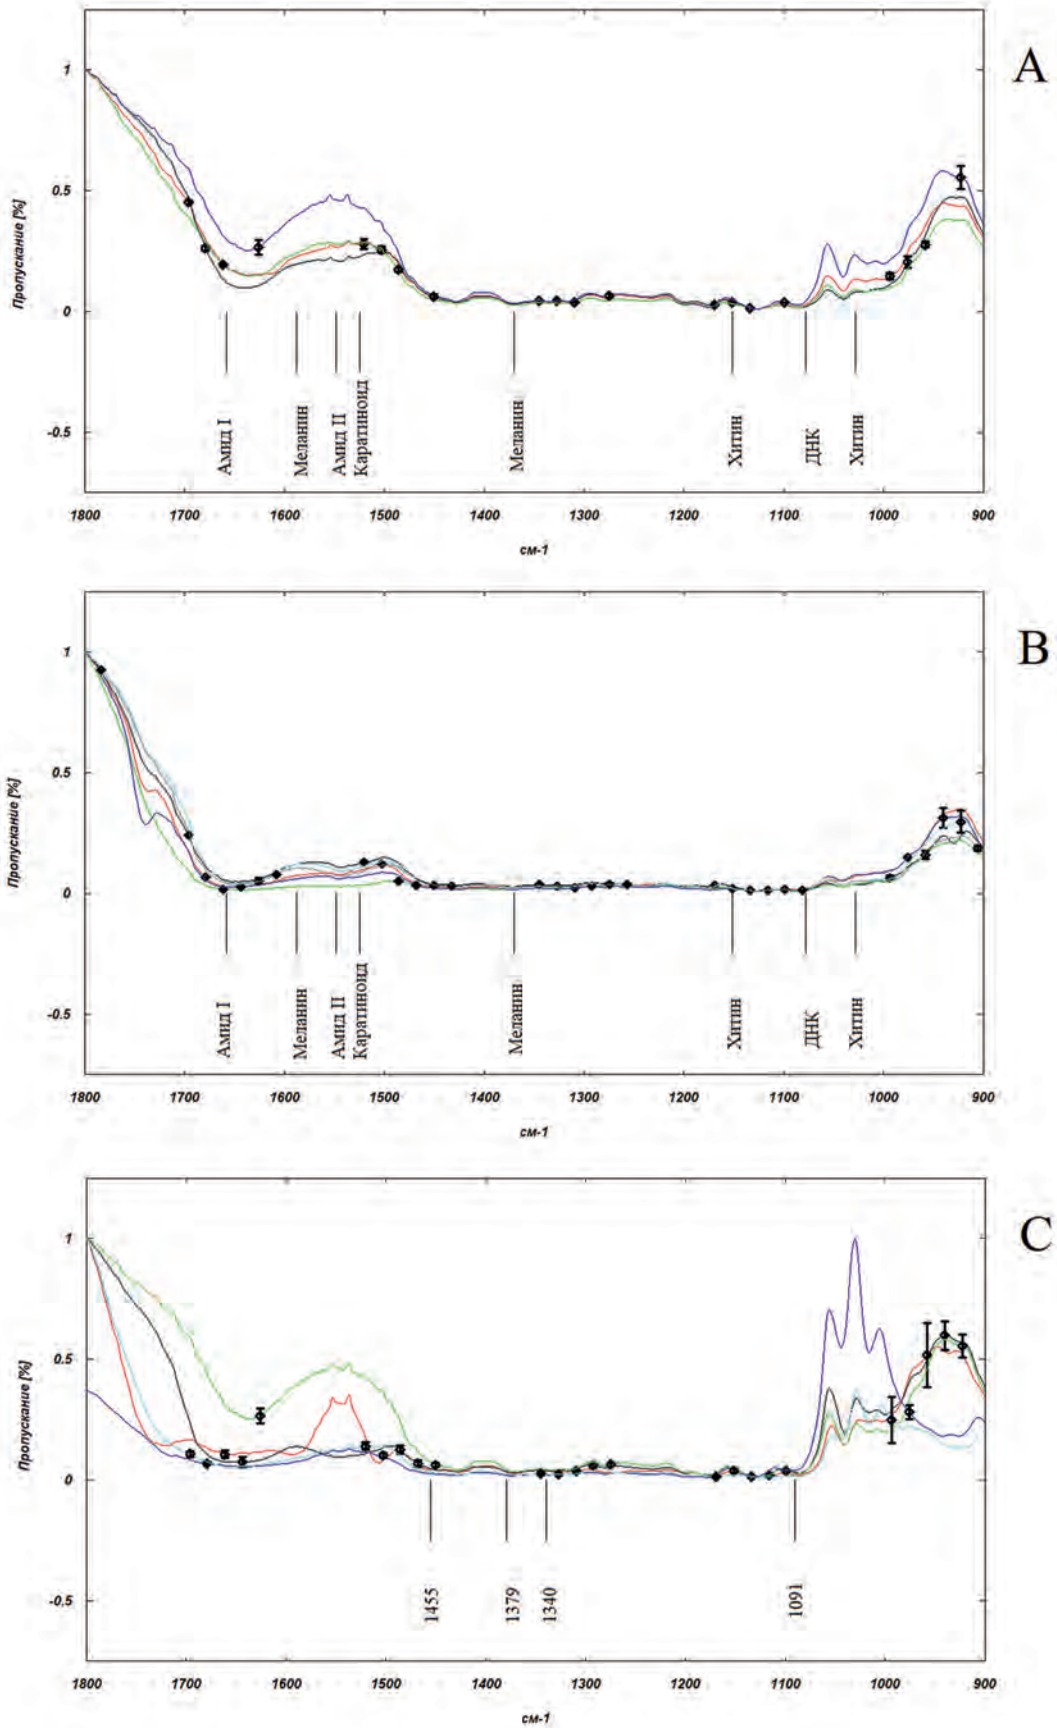 A
Пропускание [%]
1
0.5
0
-0.5
Амид I
Меланин
Амид II
Каратиноид
Меланин
Хитин
ДНК
Хитин
1800 1700 1600 1500 1400 1300 1200 1100 1000 900
см-1
B
Пропускание [%]
1
0.5
0
-0.5
Амид I
Меланин
Амид II
Каратиноид
Меланин
Хитин
ДНК
Хитин
1800 1700 1600 1500 1400 1300 1200 1100 1000 900
см-1
C
Пропускание [%]
1
0.5
0
-0.5
1455
1379
1340
1091
1800 1700 1600 1500 1400 1300 1200 1100 1000 900
см-1